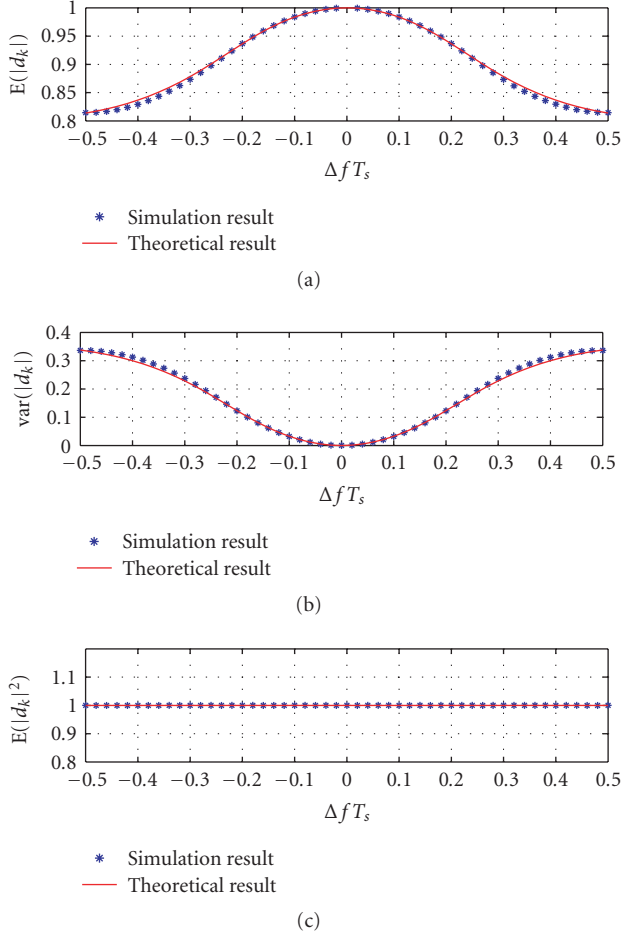 E(|d_k|)
1
0.95
0.9
0.85
0.8
−0.5 −0.4 −0.3 −0.2 −0.1 0 0.1 0.2 0.3 0.4 0.5
Δ f T_s
Simulation result
Theoretical result
(a)
var(|d_k|)
0.4
0.3
0.2
0.1
0
−0.5 −0.4 −0.3 −0.2 −0.1 0 0.1 0.2 0.3 0.4 0.5
Δ f T_s
Simulation result
Theoretical result
(b)
E(|d_k|²)
1.1
1
0.9
0.8
−0.5 −0.4 −0.3 −0.2 −0.1 0 0.1 0.2 0.3 0.4 0.5
Δ f T_s
Simulation result
Theoretical result
(c)